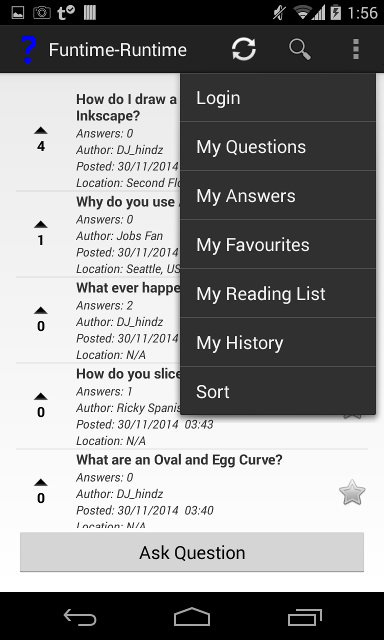 1:56
? Funtime-Runtime
Login
My Questions
My Answers
My Favourites
My Reading List
My History
Sort
How do I draw a
Inkscape?
Answers: 0
4
Author: DJ_hindz
Posted: 30/11/2014
Location: Second Flo
Why do you use
Answers: 0
1
Author: Jobs Fan
Posted: 30/11/2014
Location: Seattle, US
What ever happe
Answers: 2
0
Author: DJ_hindz
Posted: 30/11/2014
Location: N/A
How do you slice
Answers: 1
0
Author: Ricky Spanis
Posted: 30/11/2014 03:43
Location: N/A
What are an Oval and Egg Curve?
Answers: 0
0
Author: DJ_hindz
Posted: 30/11/2014 03:40
Location: N/A
Ask Question